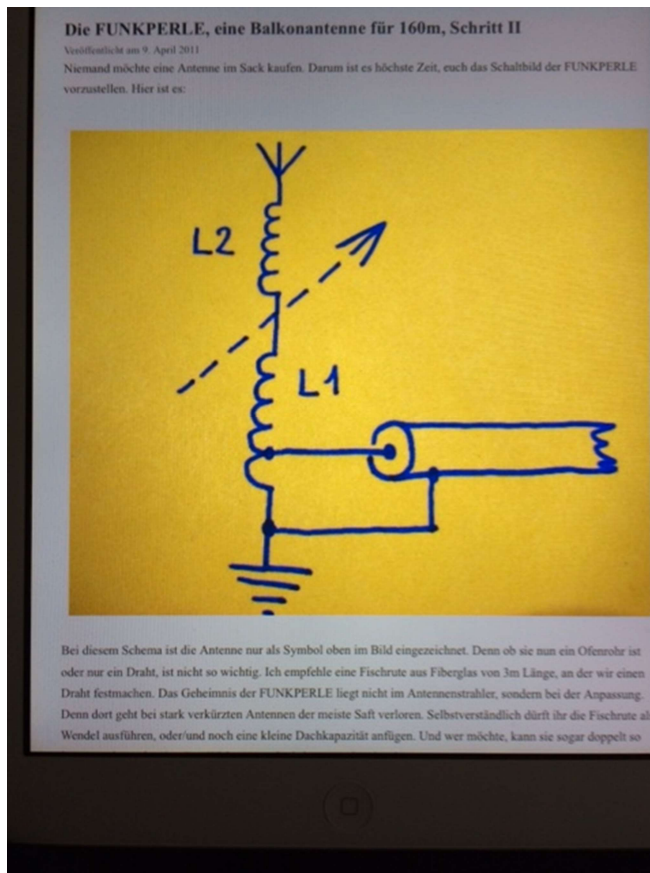 Die FUNKPERLE, eine Balkonantenne für 160m, Schritt II
Veröffentlicht am 9. April 2011
Niemand möchte eine Antenne im Sack kaufen. Darum ist es höchste Zeit, euch das Schaltbild der FUNKPERLE
vorzustellen. Hier ist es:
L2
L1
Bei diesem Schema ist die Antenne nur als Symbol oben im Bild eingezeichnet. Denn ob sie nun ein Ofenrohr ist
oder nur ein Draht, ist nicht so wichtig. Ich empfehle eine Fischrute aus Fiberglas von 3m Länge, an der wir einen
Draht festmachen. Das Geheimnis der FUNKPERLE liegt nicht im Antennenstrahler, sondern bei der Anpassung.
Denn dort geht bei stark verkürzten Antennen der meiste Saft verloren. Selbstverständlich dürft ihr die Fischrute al
Wendel ausführen, oder/und noch eine kleine Dachkapazität anfügen. Und wer möchte, kann sie sogar doppelt so